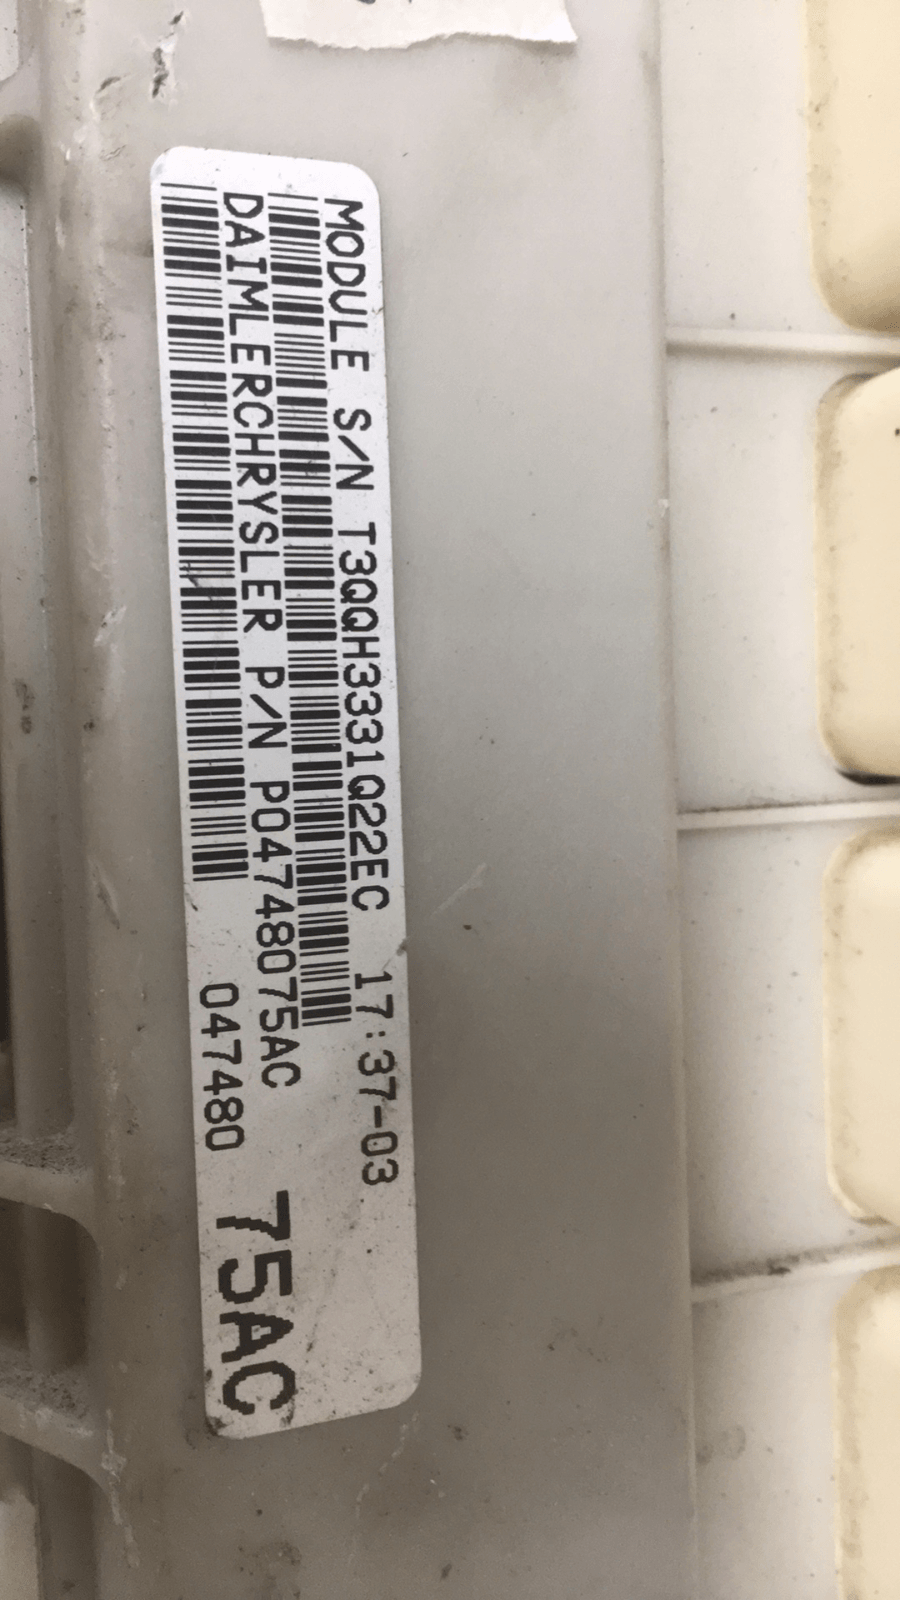 MODULE S/N T3QQH3331Q22EC 17:37-03
DAIMLERCHRYSLER P/N P04748075AC
047480 75AC